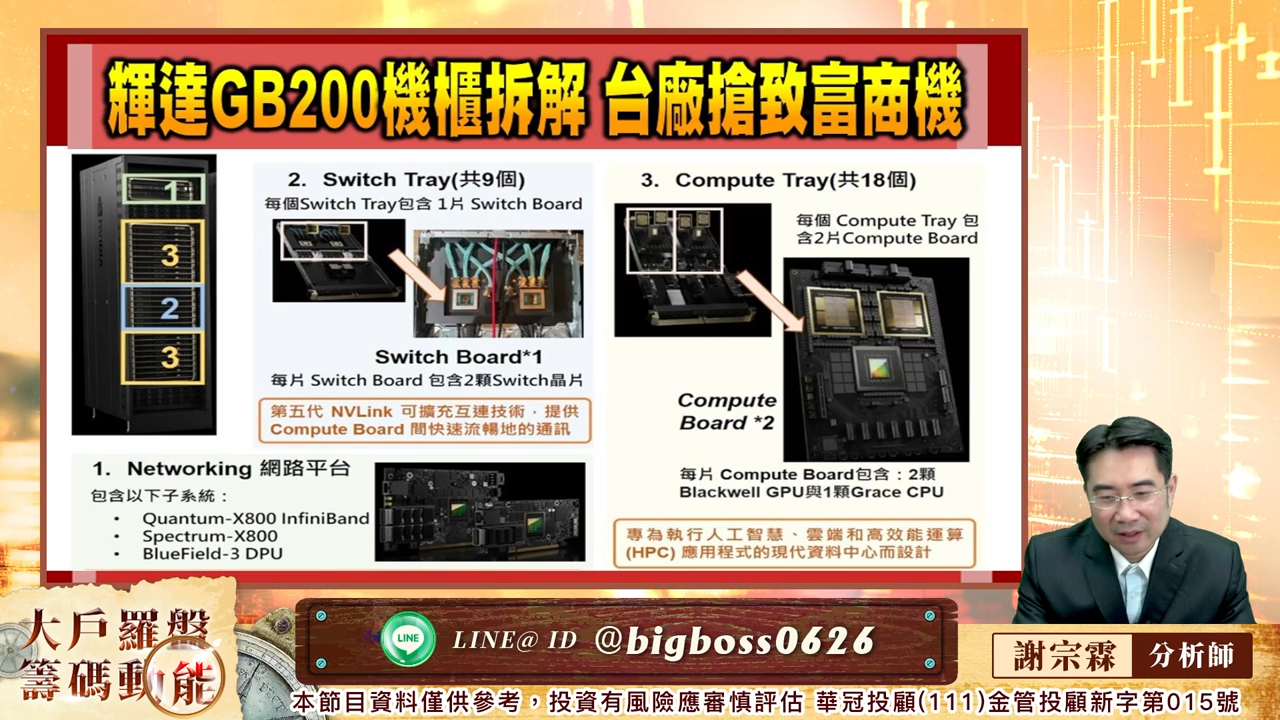 輝達GB200機櫃拆解 台廠搶致富商機
1
3
2
3
2. Switch Tray(共9個)
每個Switch Tray包含 1片 Switch Board
Switch Board*1
每片 Switch Board 包含2顆Switch晶片
第五代 NVLink 可擴充互連技術，提供
Compute Board 間快速流暢地的通訊
1. Networking 網路平台
包含以下子系統：
• Quantum-X800 InfiniBand
• Spectrum-X800
• BlueField-3 DPU
3. Compute Tray(共18個)
每個 Compute Tray 包
含2片Compute Board
Compute
Board *2
每片 Compute Board包含：2顆
Blackwell GPU與1顆Grace CPU
專為執行人工智慧、雲端和高效能運算
(HPC) 應用程式的現代資料中心而設計
大戶羅盤
籌碼動能
LINE
LINE@ ID @bigboss0626
謝宗霖 分析師
本節目資料僅供參考，投資有風險應審慎評估 華冠投顧(111)金管投顧新字第015號